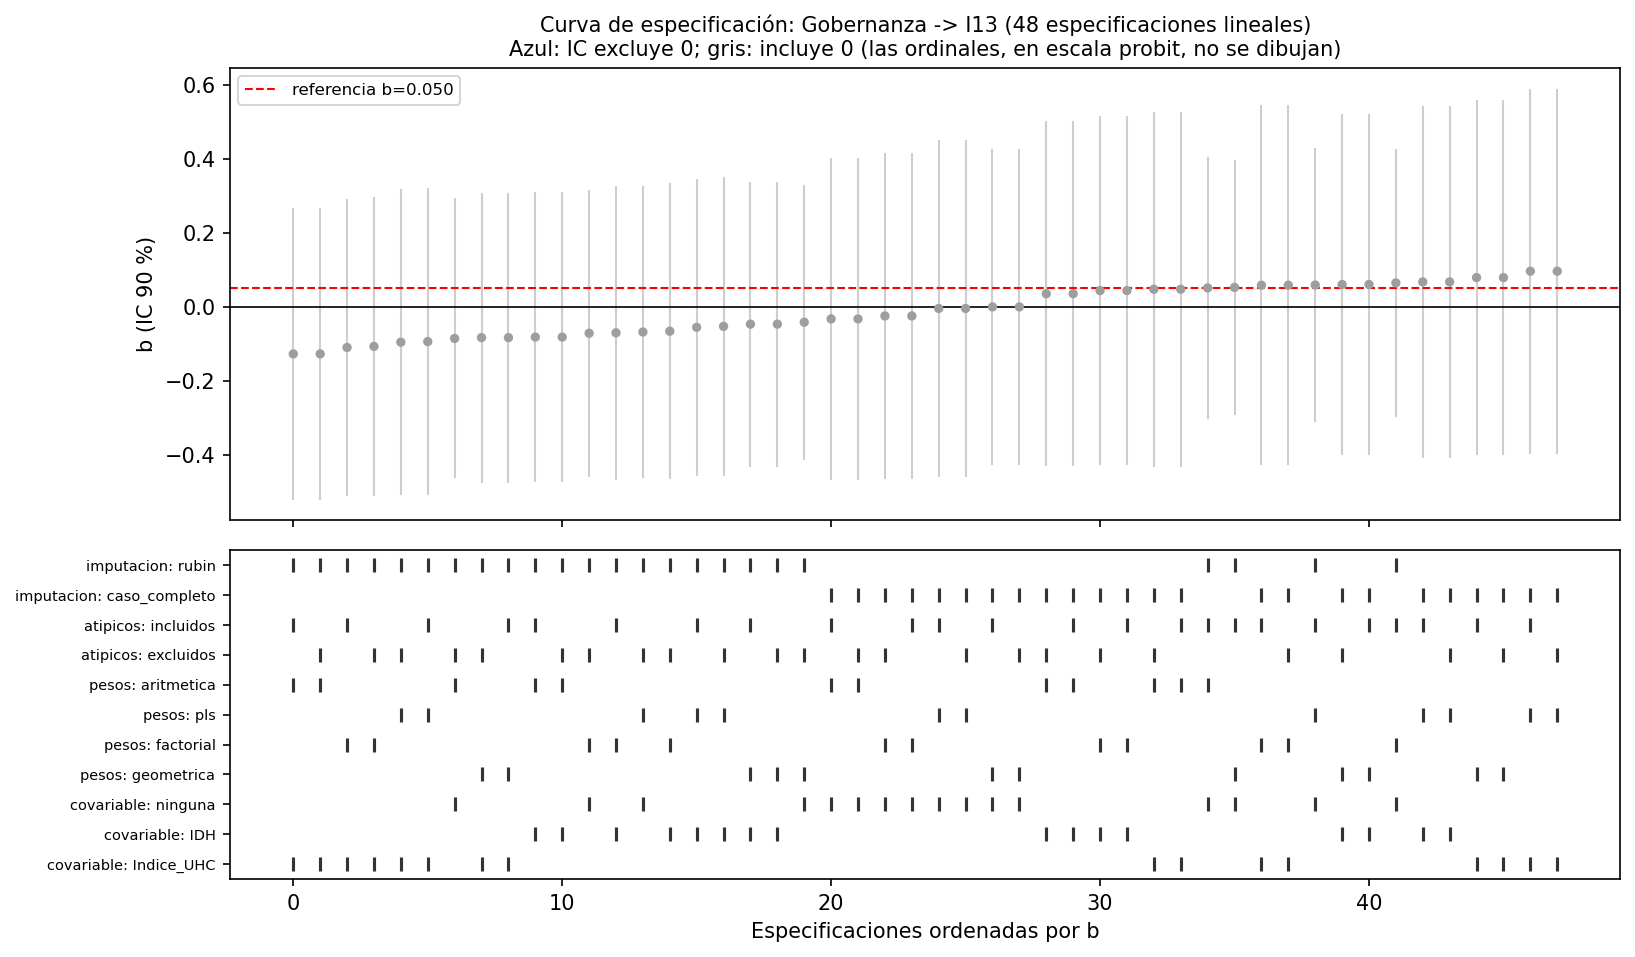 Curva de especificación: Gobernanza -> I13 (48 especificaciones lineales)
Azul: IC excluye 0; gris: incluye 0 (las ordinales, en escala probit, no se dibujan)
referencia b=0.050
0.6
0.4
0.2
0.0
−0.2
−0.4
b (IC 90 %)
imputacion: rubin
imputacion: caso_completo
atipicos: incluidos
atipicos: excluidos
pesos: aritmetica
pesos: pls
pesos: factorial
pesos: geometrica
covariable: ninguna
covariable: IDH
covariable: Indice_UHC
0 10 20 30 40
Especificaciones ordenadas por b